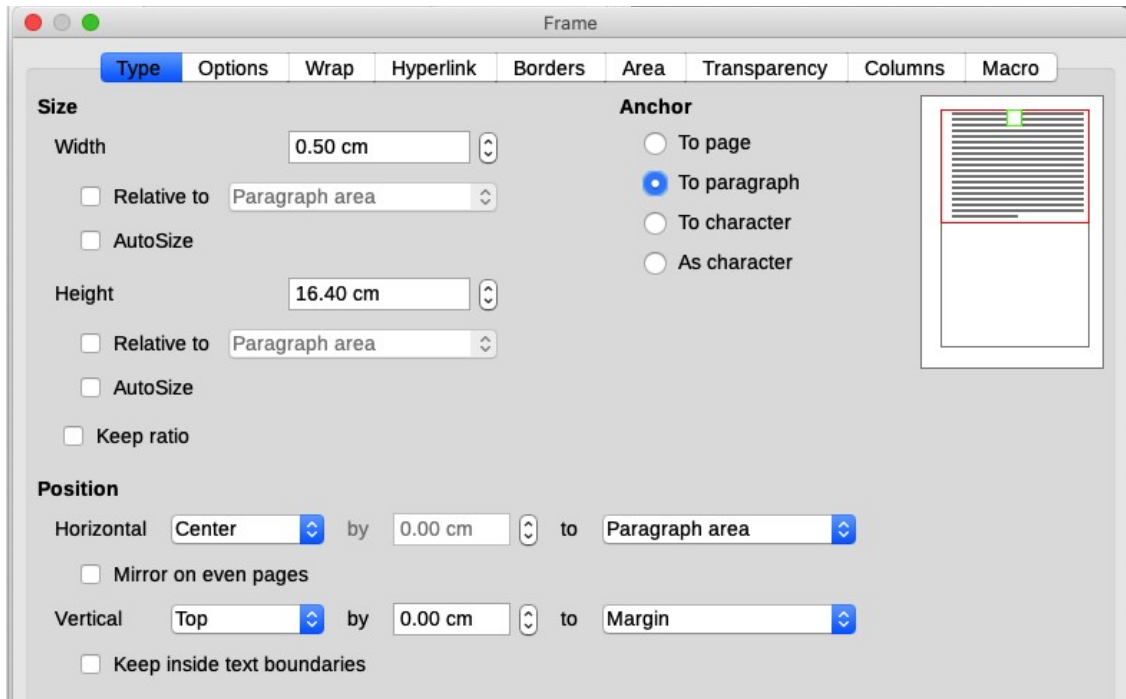 Frame
Type Options Wrap Hyperlink Borders Area Transparency Columns Macro
Size
Width 0.50 cm
Relative to Paragraph area
AutoSize
Height 16.40 cm
Relative to Paragraph area
AutoSize
Keep ratio
Anchor
To page
To paragraph
To character
As character
Position
Horizontal Center by 0.00 cm to Paragraph area
Mirror on even pages
Vertical Top by 0.00 cm to Margin
Keep inside text boundaries